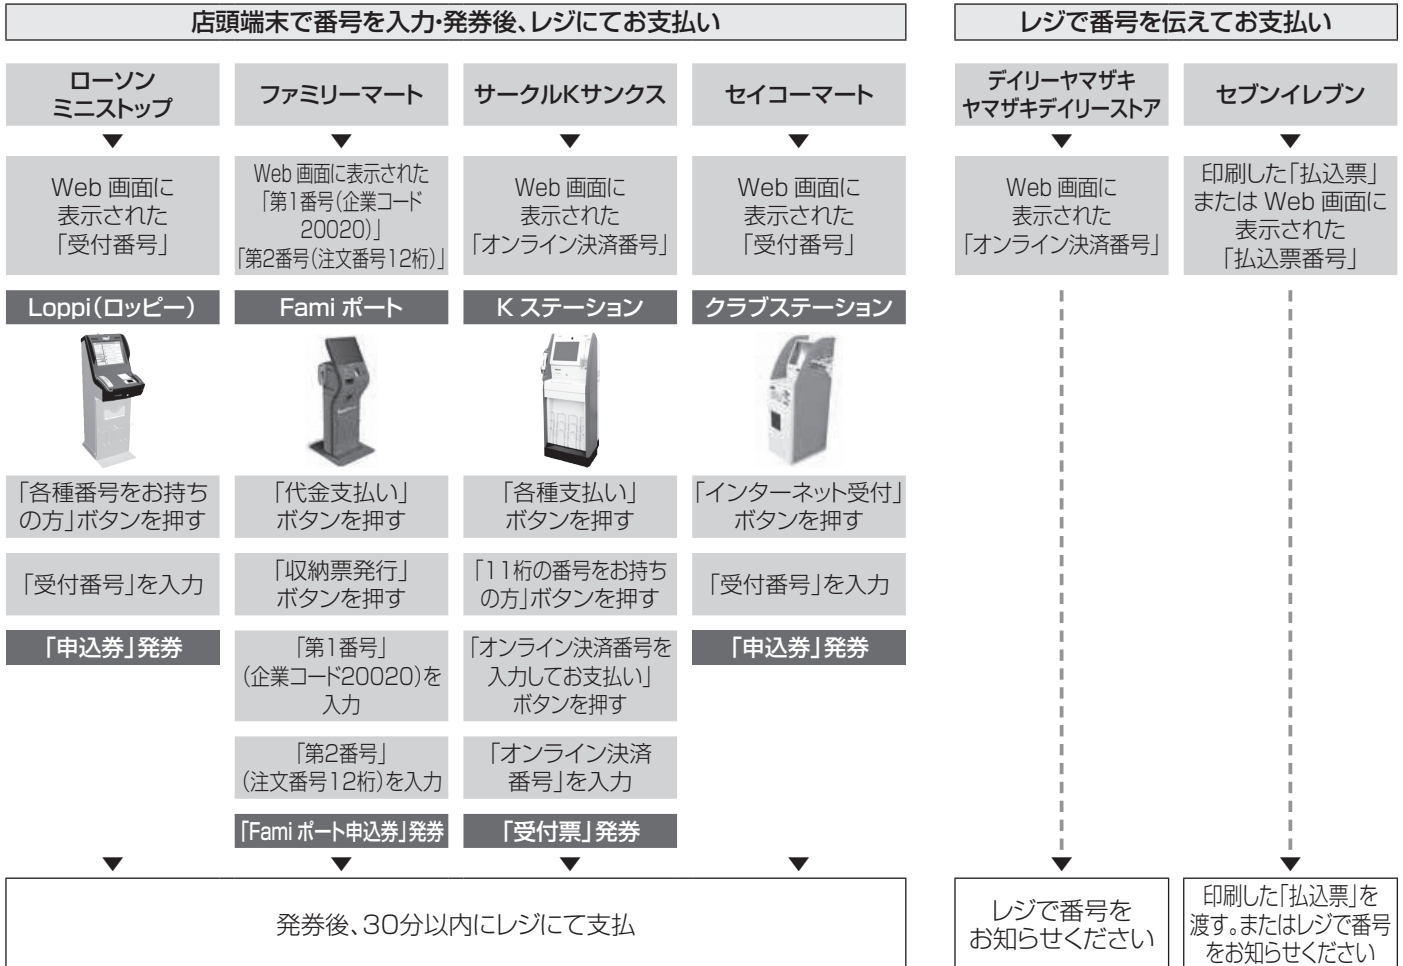 店頭端末で番号を入力・発券後、レジにてお支払い
ローソン
ミニストップ
▼
Web 画面に
表示された
「受付番号」
Loppi(ロッピー)
「各種番号をお持ち
の方」ボタンを押す
「受付番号」を入力
「申込券」発券
▼
ファミリーマート
▼
Web 画面に表示された
「第1番号(企業コード
20020)」
「第2番号(注文番号12桁)」
Fami ポート
「代金支払い」
ボタンを押す
「収納票発行」
ボタンを押す
「第1番号」
(企業コード20020)を
入力
「第2番号」
(注文番号12桁)を入力
「Fami ポート申込券」発券
▼
サークルKサンクス
▼
Web 画面に
表示された
「オンライン決済番号」
K ステーション
「各種支払い」
ボタンを押す
「11桁の番号をお持ち
の方」ボタンを押す
「オンライン決済番号を
入力してお支払い」
ボタンを押す
「オンライン決済
番号」を入力
「受付票」発券
▼
セイコーマート
▼
Web 画面に
表示された
「受付番号」
クラブステーション
「インターネット受付」
ボタンを押す
「受付番号」を入力
「申込券」発券
▼
発券後、30分以内にレジにて支払
レジで番号を伝えてお支払い
デイリーヤマザキ
ヤマザキデイリーストア
▼
Web 画面に
表示された
「オンライン決済番号」
▼
レジで番号を
お知らせください
セブンイレブン
▼
印刷した「払込票」
または Web 画面に
表示された
「払込票番号」
▼
印刷した「払込票」を
渡す。またはレジで番号
をお知らせください